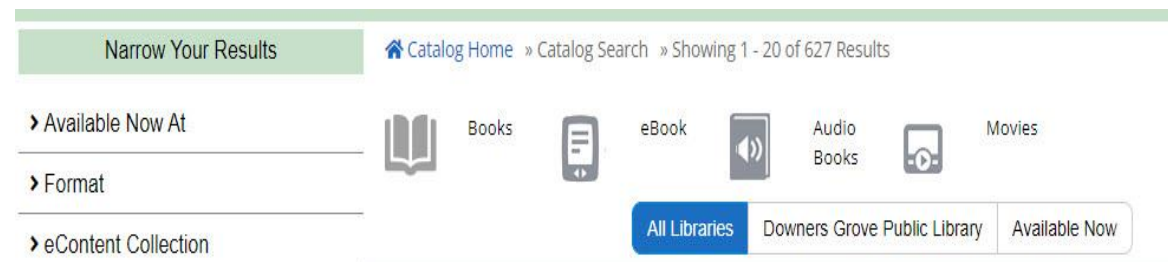 Narrow Your Results
Catalog Home » Catalog Search » Showing 1 - 20 of 627 Results
› Available Now At
› Format
› eContent Collection
Books
eBook
Audio
Books
Movies
All Libraries
Downers Grove Public Library
Available Now